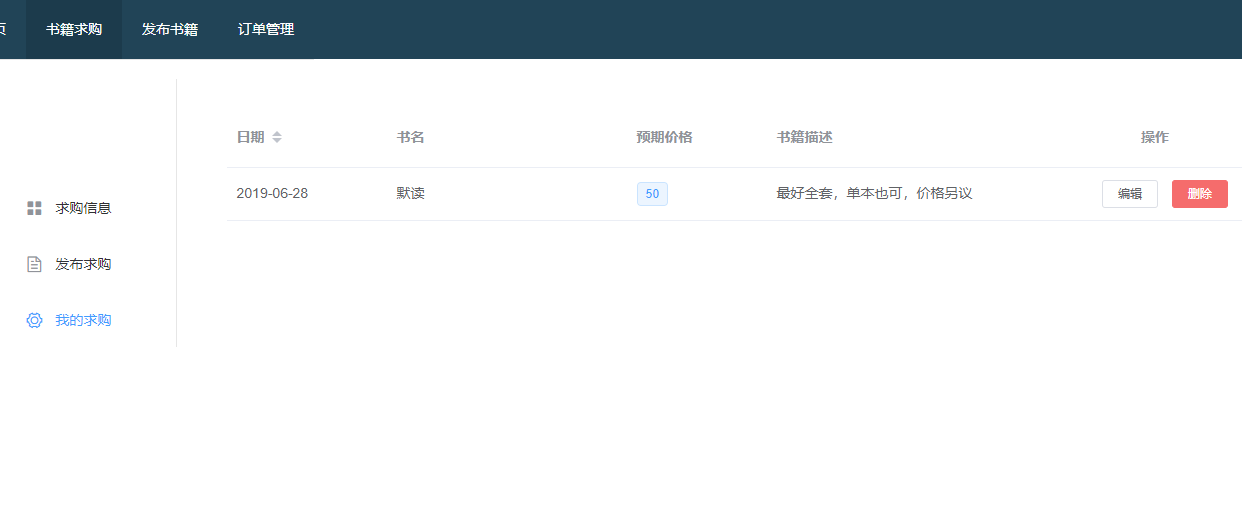 页 书籍求购 发布书籍 订单管理
日期 书名 预期价格 书籍描述 操作
2019-06-28 默读 50 最好全套，单本也可，价格另议 编辑 删除
求购信息
发布求购
我的求购